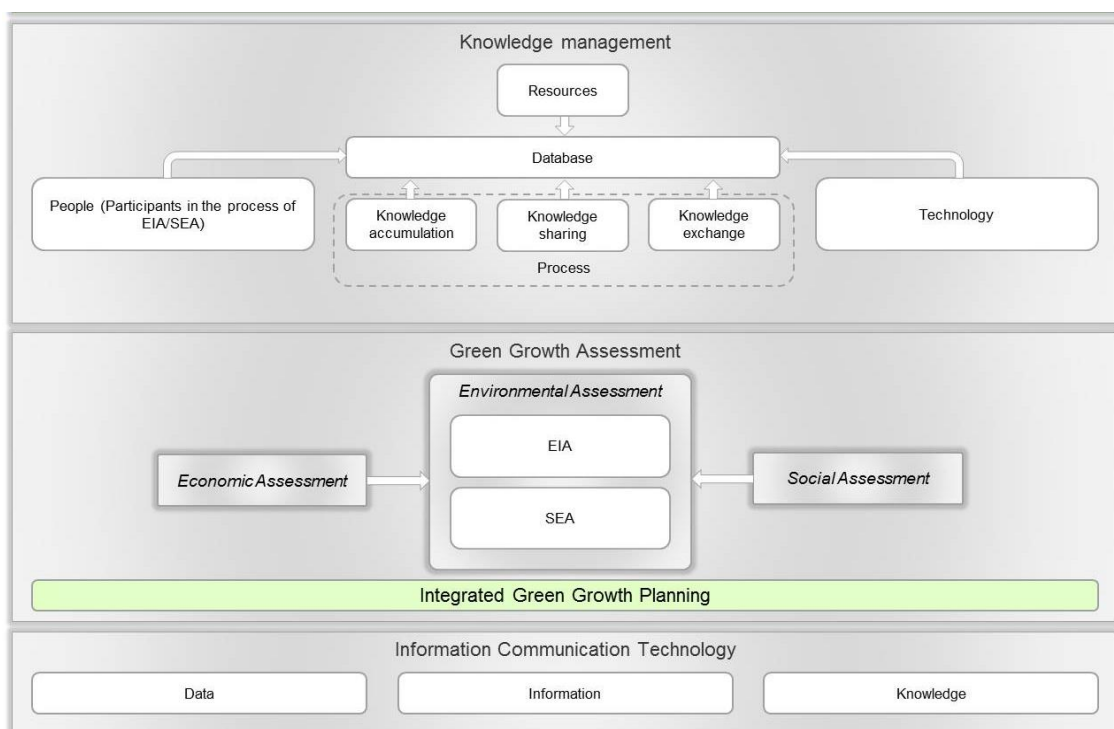 Knowledge management
Resources
Database
People (Participants in the process of
EIA/SEA)
Knowledge
accumulation
Knowledge
sharing
Knowledge
exchange
Technology
Process
Green Growth Assessment
Environmental Assessment
EIA
Economic Assessment
Social Assessment
SEA
Integrated Green Growth Planning
Information Communication Technology
Data
Information
Knowledge